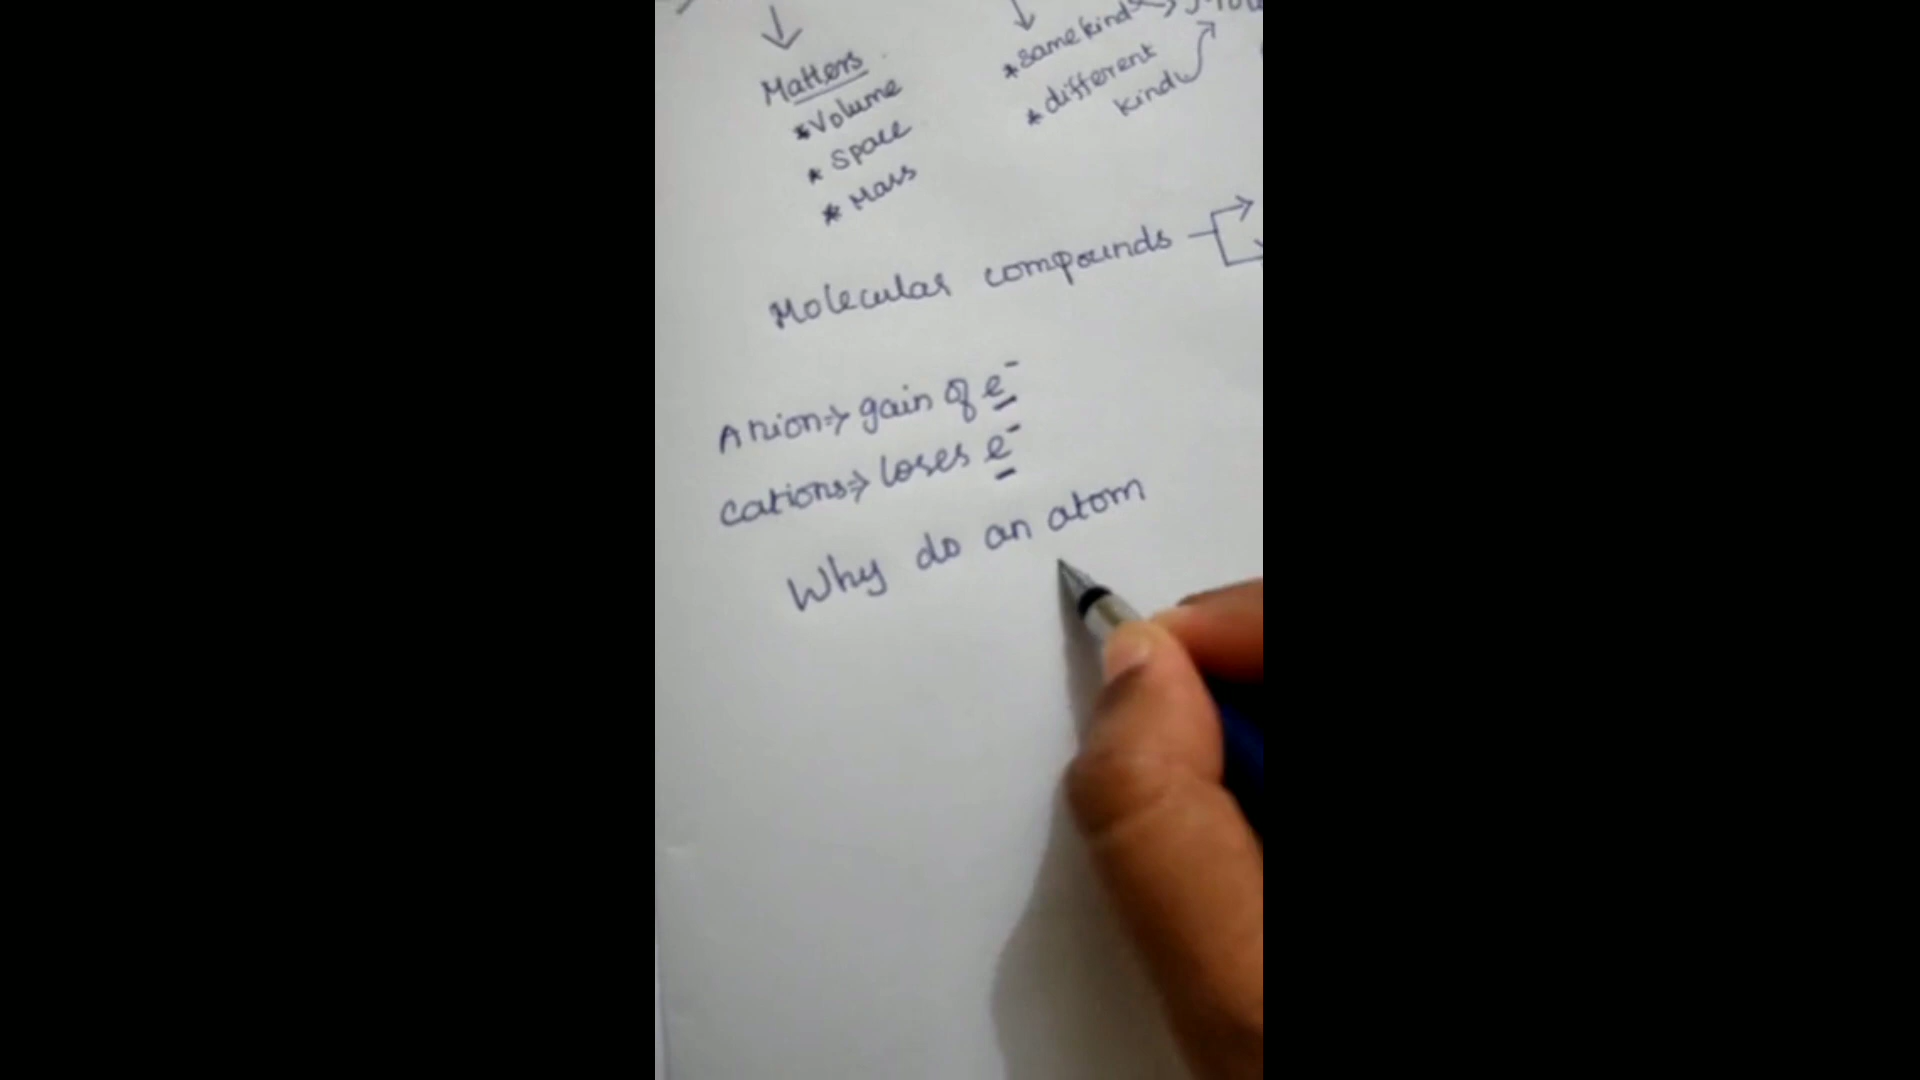 Matters
*Volume
* Space
* Mass
*same kind
*different
kind
Molecular compounds
Anion⇒ gain of e⁻
cations⇒ loses e⁻
Why do an atom